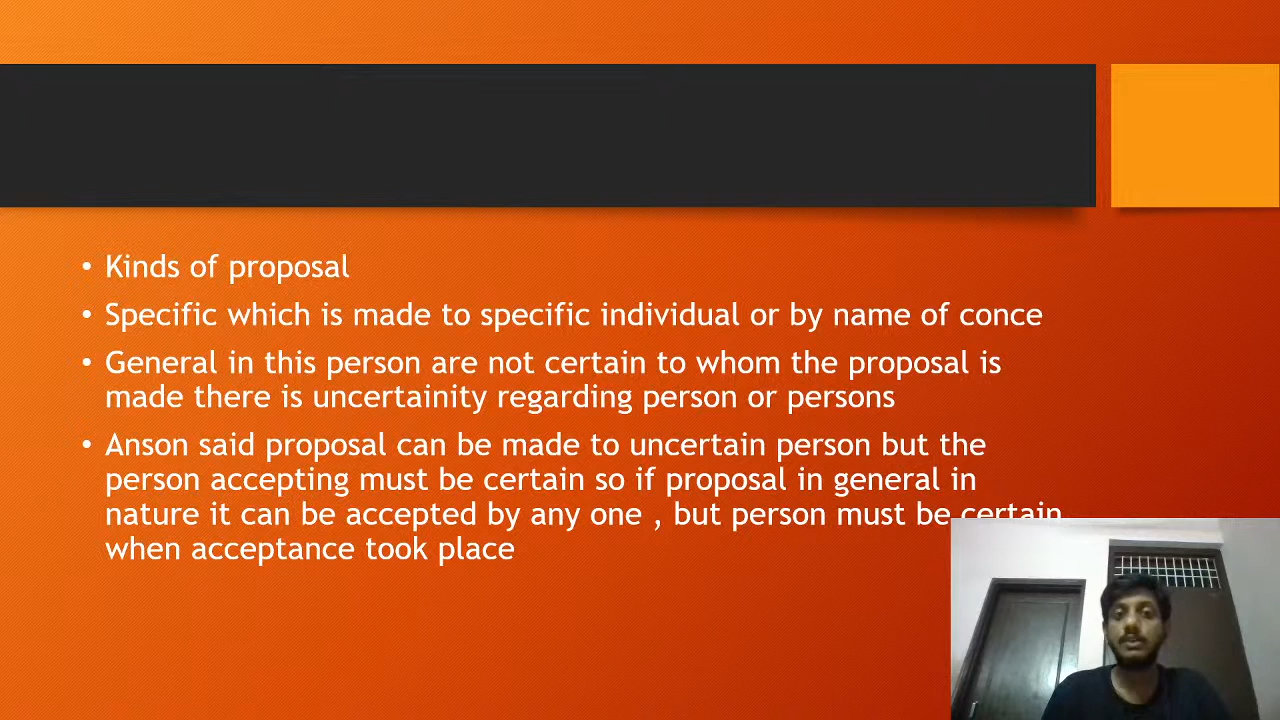 • Kinds of proposal
• Specific which is made to specific individual or by name of conce
• General in this person are not certain to whom the proposal is
made there is uncertainity regarding person or persons
• Anson said proposal can be made to uncertain person but the
person accepting must be certain so if proposal in general in
nature it can be accepted by any one , but person must be certain
when acceptance took place